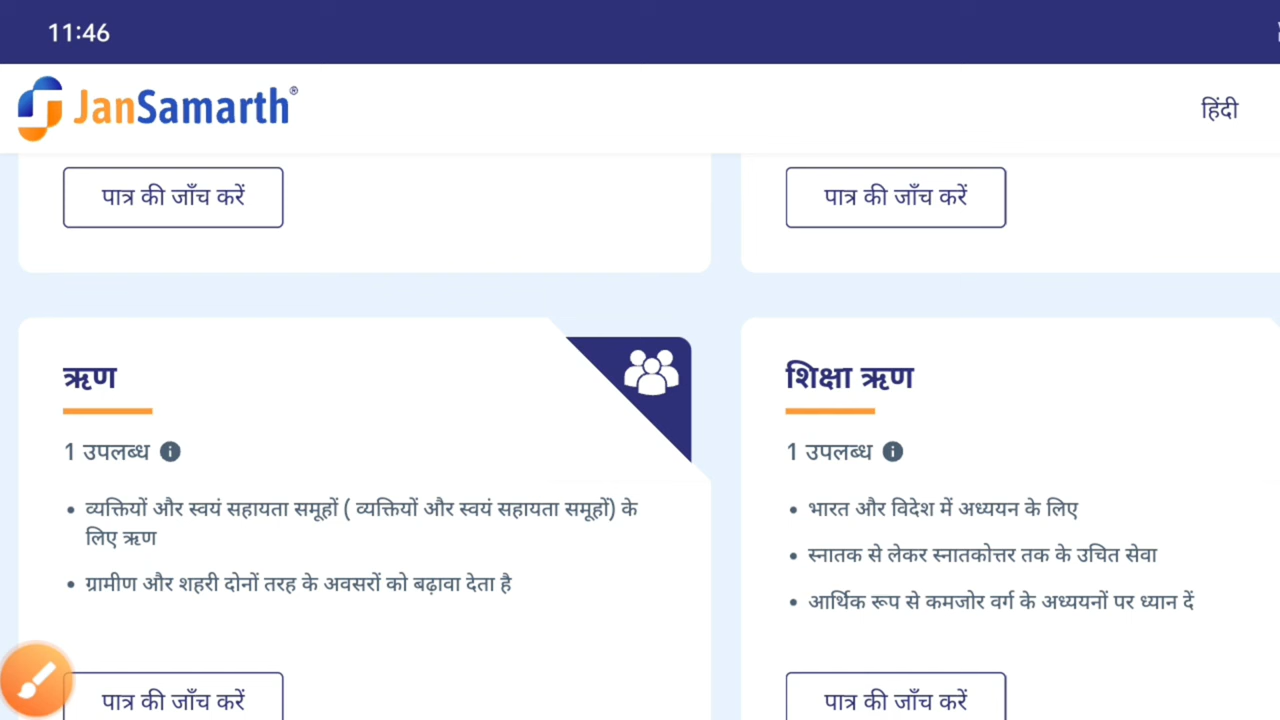 11:46
JanSamarth®
हिंदी
पात्र की जाँच करें
पात्र की जाँच करें
ऋण
1 उपलब्ध
व्यक्तियों और स्वयं सहायता समूहों ( व्यक्तियों और स्वयं सहायता समूहों) के
लिए ऋण
ग्रामीण और शहरी दोनों तरह के अवसरों को बढ़ावा देता है
पात्र की जाँच करें
शिक्षा ऋण
1 उपलब्ध
भारत और विदेश में अध्ययन के लिए
स्नातक से लेकर स्नातकोत्तर तक के उचित सेवा
आर्थिक रूप से कमजोर वर्ग के अध्ययनों पर ध्यान दें
पात्र की जाँच करें